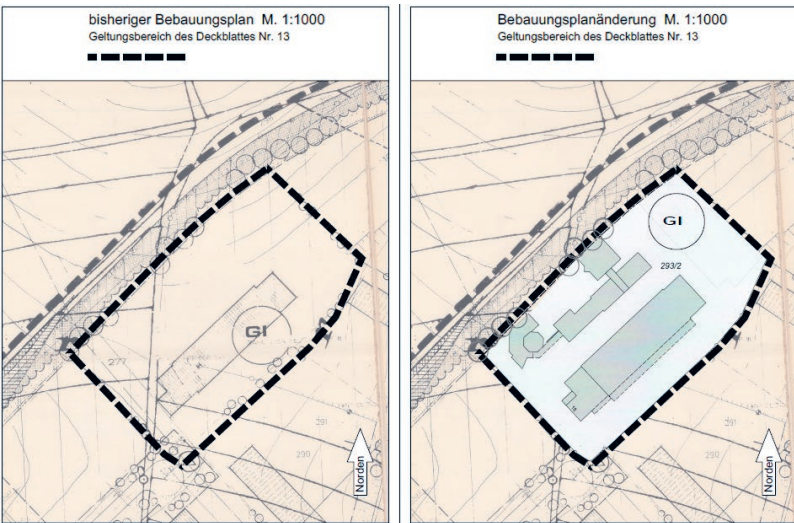 bisheriger Bebauungsplan M. 1:1000
Geltungsbereich des Deckblattes Nr. 13
GI
277
291
290
Norden
Bebauungsplanänderung M. 1:1000
Geltungsbereich des Deckblattes Nr. 13
GI
293/2
291
290
Norden